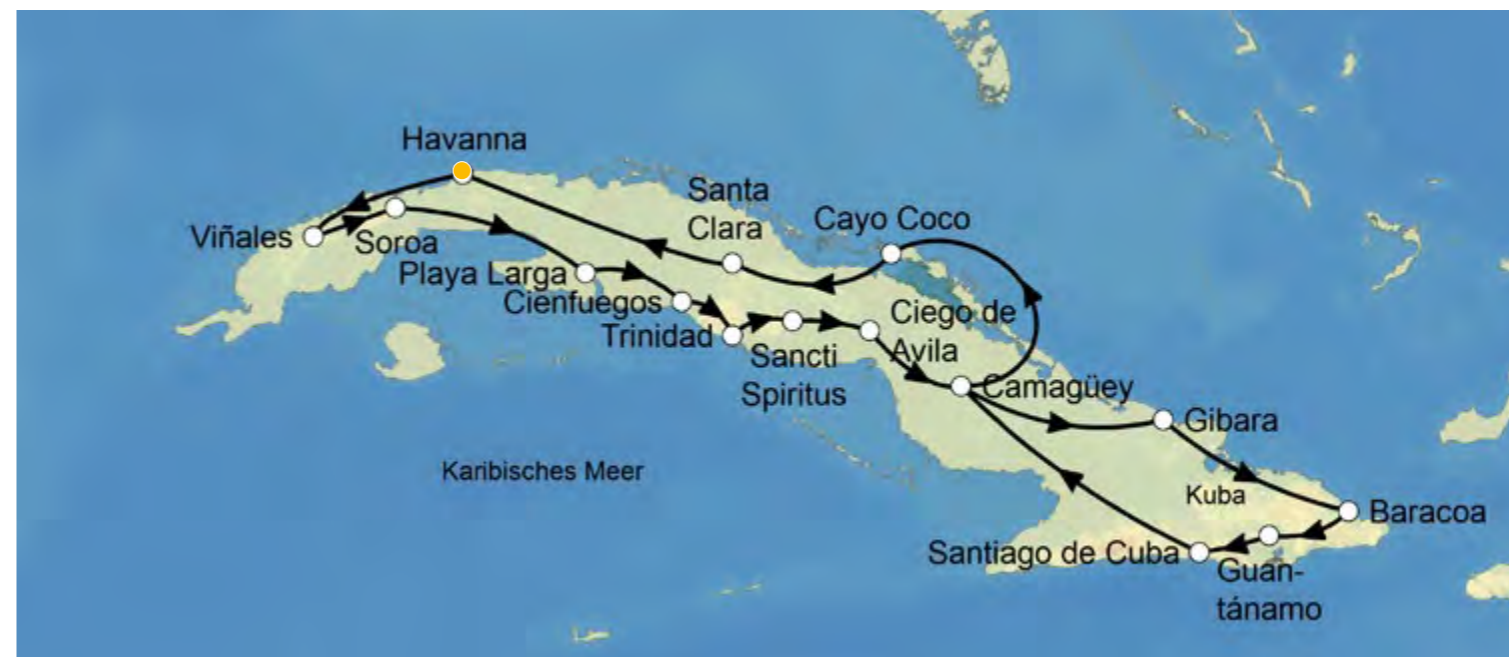 Havanna
Santa
Clara
Cayo Coco
Viñales
Soroa
Playa Larga
Cienfuegos
Trinidad
Ciego de
Avila
Sancti
Spiritus
Camagüey
Gibara
Karibisches Meer
Kuba
Baracoa
Santiago de Cuba
Guan-
tánamo